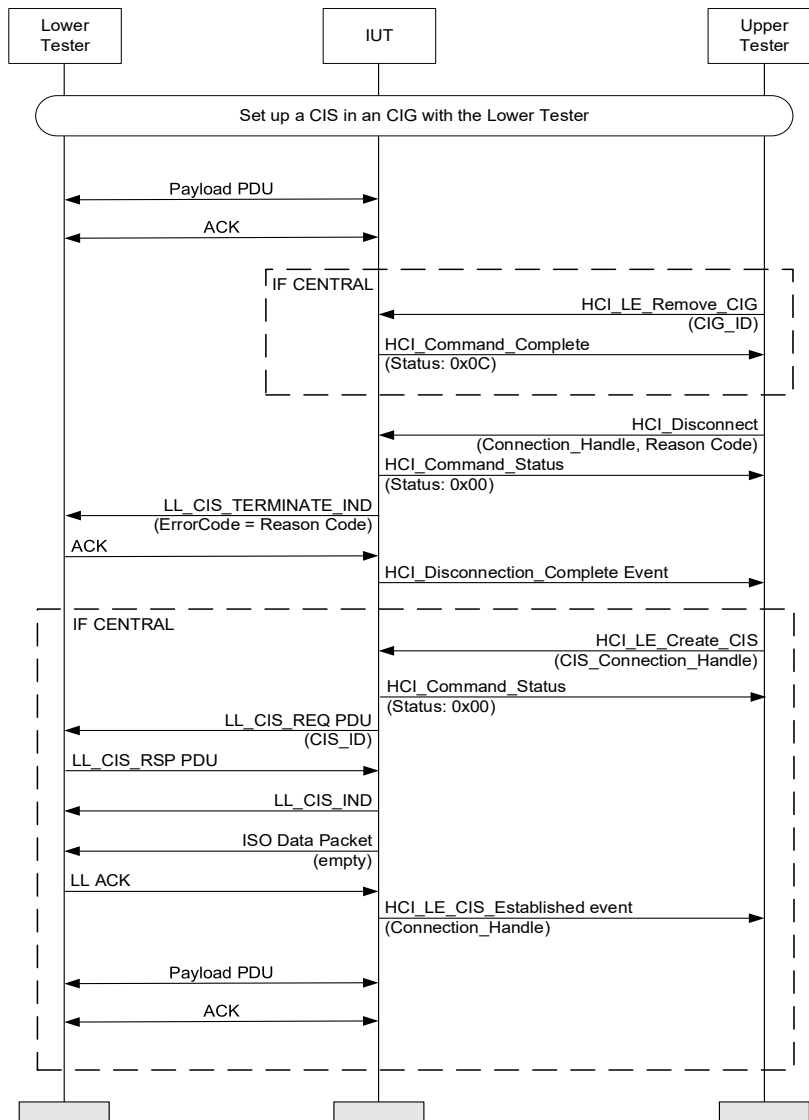 Lower
Tester
IUT
Upper
Tester
Set up a CIS in an CIG with the Lower Tester
Payload PDU
ACK
IF CENTRAL
HCI_LE_Remove_CIG
(CIG_ID)
HCI_Command_Complete
(Status: 0x0C)
HCI_Disconnect
(Connection_Handle, Reason Code)
HCI_Command_Status
(Status: 0x00)
LL_CIS_TERMINATE_IND
(ErrorCode = Reason Code)
ACK
HCI_Disconnection_Complete Event
IF CENTRAL
HCI_LE_Create_CIS
(CIS_Connection_Handle)
HCI_Command_Status
(Status: 0x00)
LL_CIS_REQ PDU
(CIS_ID)
LL_CIS_RSP PDU
LL_CIS_IND
ISO Data Packet
(empty)
LL ACK
HCI_LE_CIS_Established event
(Connection_Handle)
Payload PDU
ACK